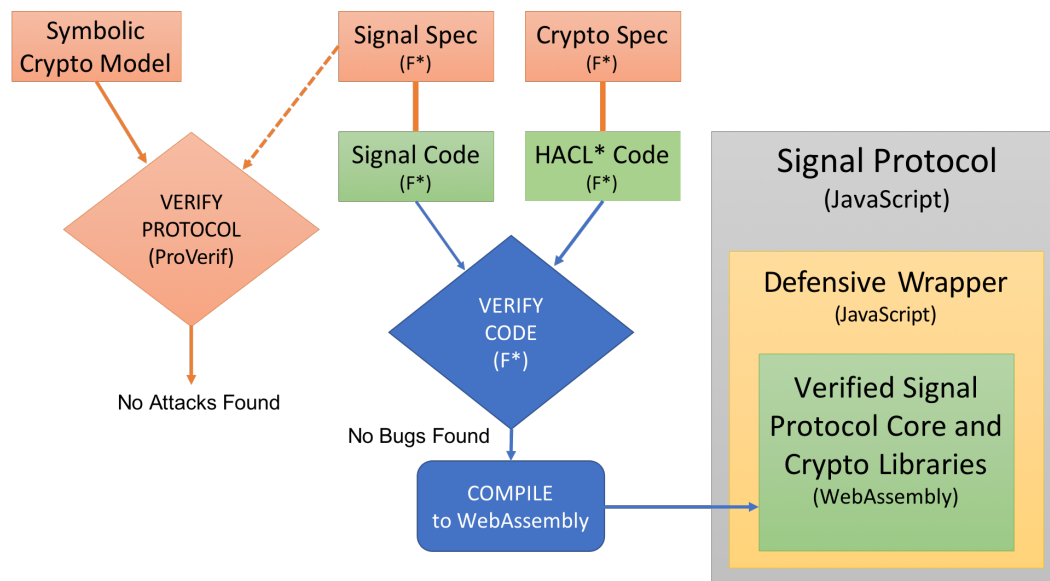 Symbolic
Crypto Model
Signal Spec
(F*)
Crypto Spec
(F*)
Signal Code
(F*)
HACL* Code
(F*)
VERIFY
PROTOCOL
(ProVerif)
No Attacks Found
VERIFY
CODE
(F*)
No Bugs Found
COMPILE
to WebAssembly
Signal Protocol
(JavaScript)
Defensive Wrapper
(JavaScript)
Verified Signal
Protocol Core and
Crypto Libraries
(WebAssembly)